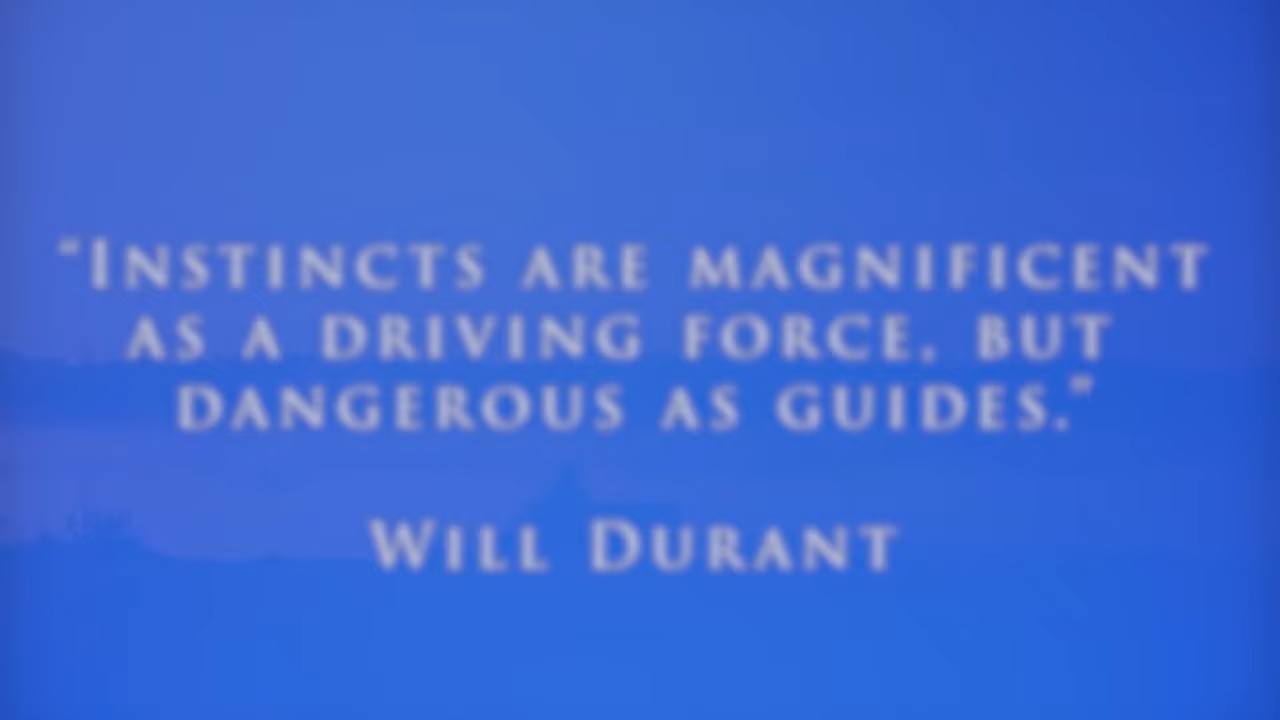 “Instincts are magnificent
as a driving force, but
dangerous as guides.”
Will Durant